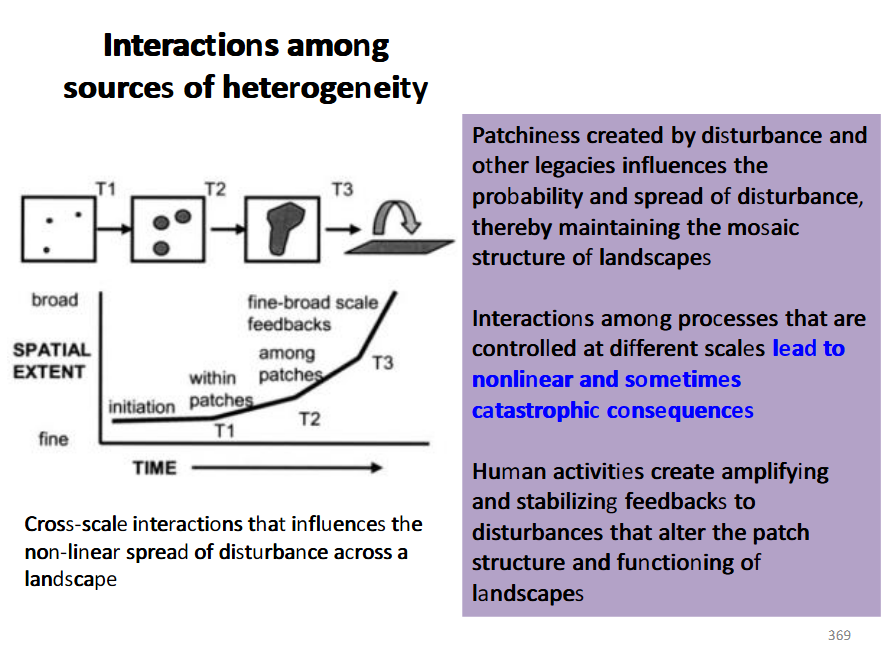 Interactions among
sources of heterogeneity
T1
T2
T3
broad
SPATIAL
EXTENT
fine
initiation
within
patches
among
patches
fine-broad scale
feedbacks
T1
T2
T3
TIME
Cross-scale interactions that influences the
non-linear spread of disturbance across a
landscape
Patchiness created by disturbance and
other legacies influences the
probability and spread of disturbance,
thereby maintaining the mosaic
structure of landscapes
Interactions among processes that are
controlled at different scales lead to
nonlinear and sometimes
catastrophic consequences
Human activities create amplifying
and stabilizing feedbacks to
disturbances that alter the patch
structure and functioning of
landscapes
369